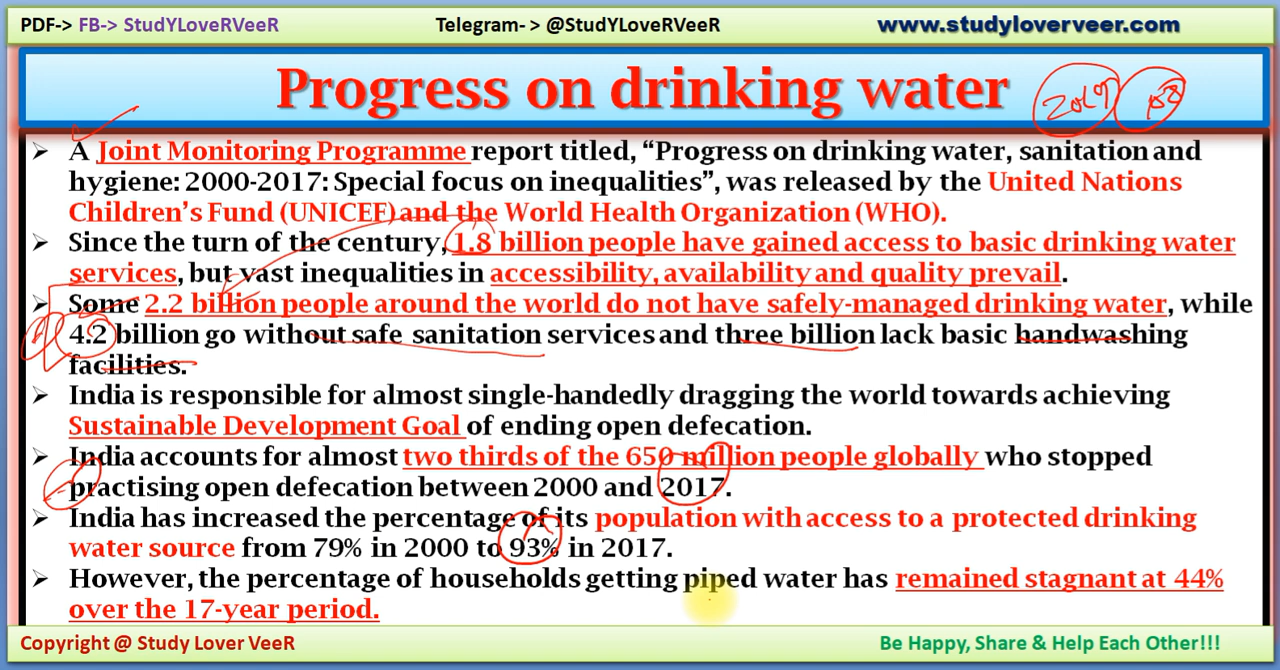 PDF-> FB-> StudYLoveRVeeR Telegram- > @StudYLoveRVeeR www.studyloverveer.com
Progress on drinking water
➢ A Joint Monitoring Programme report titled, “Progress on drinking water, sanitation and
hygiene: 2000-2017: Special focus on inequalities”, was released by the United Nations
Children’s Fund (UNICEF) and the World Health Organization (WHO).
➢ Since the turn of the century, 1.8 billion people have gained access to basic drinking water
services, but vast inequalities in accessibility, availability and quality prevail.
➢ Some 2.2 billion people around the world do not have safely-managed drinking water, while
4.2 billion go without safe sanitation services and three billion lack basic handwashing
facilities.
➢ India is responsible for almost single-handedly dragging the world towards achieving
Sustainable Development Goal of ending open defecation.
➢ India accounts for almost two thirds of the 650 million people globally who stopped
practising open defecation between 2000 and 2017.
➢ India has increased the percentage of its population with access to a protected drinking
water source from 79% in 2000 to 93% in 2017.
➢ However, the percentage of households getting piped water has remained stagnant at 44%
over the 17-year period.
Copyright @ Study Lover VeeR Be Happy, Share & Help Each Other!!!